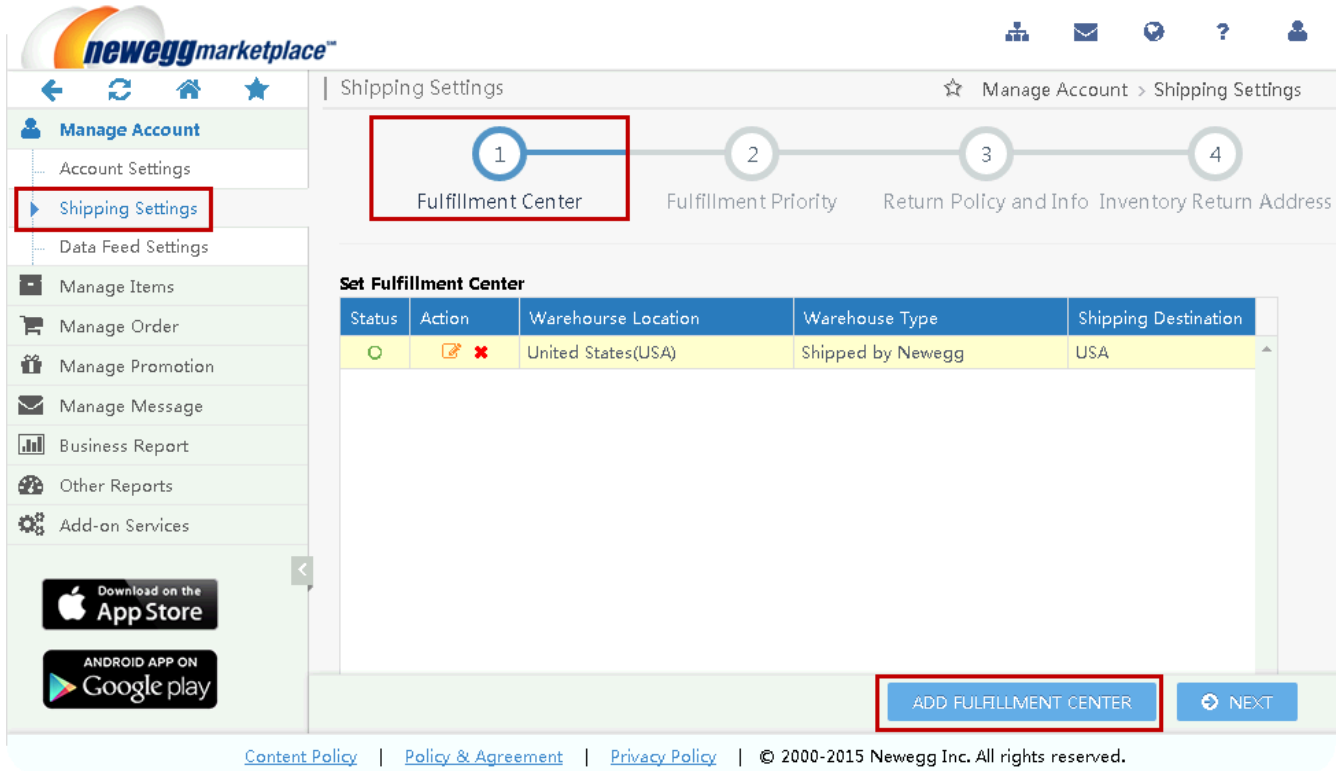 neweggmarketplace℠
?
Manage Account
Account Settings
Shipping Settings
Data Feed Settings
Manage Items
Manage Order
Manage Promotion
Manage Message
Business Report
Other Reports
Add-on Services
Download on the
App Store
ANDROID APP ON
Google play
Shipping Settings
Manage Account > Shipping Settings
1
2
3
4
Fulfillment Center
Fulfillment Priority
Return Policy and Info
Inventory Return Address
Set Fulfillment Center
Status Action Warehourse Location Warehouse Type Shipping Destination
United States(USA) Shipped by Newegg USA
ADD FULFILLMENT CENTER
NEXT
Content Policy | Policy & Agreement | Privacy Policy | © 2000-2015 Newegg Inc. All rights reserved.